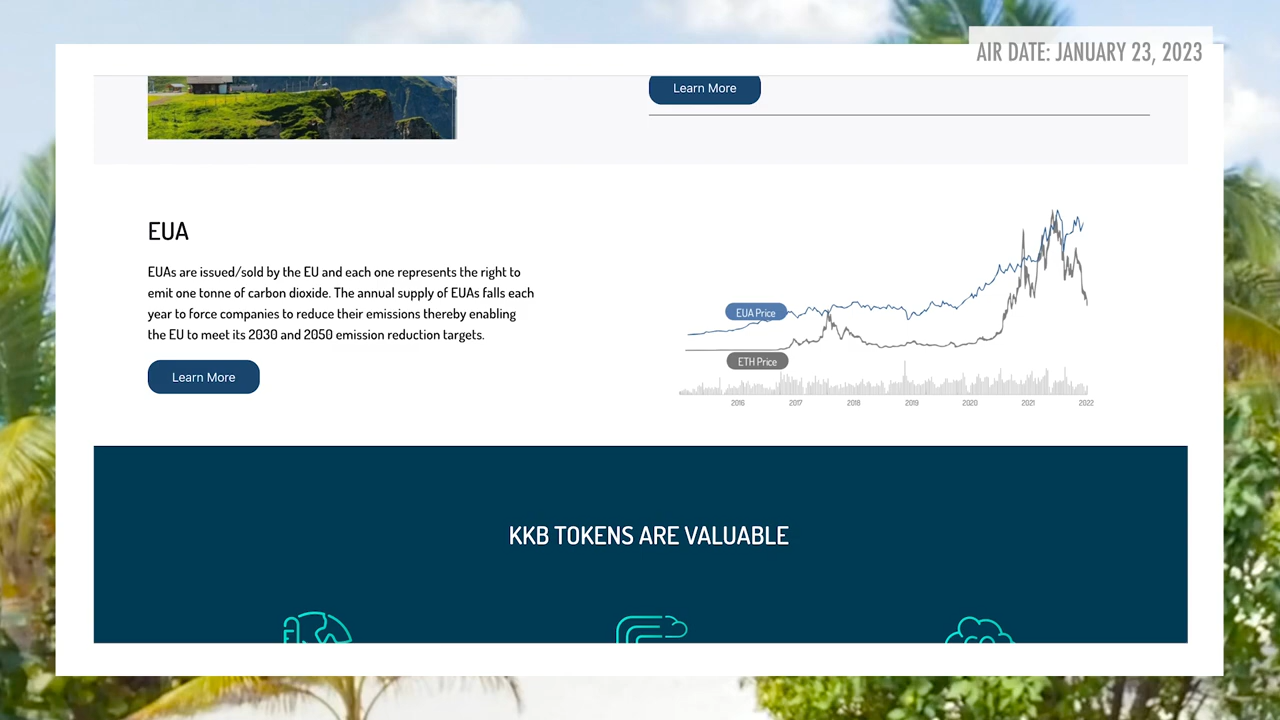 AIR DATE: JANUARY 23, 2023
Learn More
EUA
EUAs are issued/sold by the EU and each one represents the right to
emit one tonne of carbon dioxide. The annual supply of EUAs falls each
year to force companies to reduce their emissions thereby enabling
the EU to meet its 2030 and 2050 emission reduction targets.
Learn More
EUA Price
ETH Price
2016 2017 2018 2019 2020 2021 2022
KKB TOKENS ARE VALUABLE